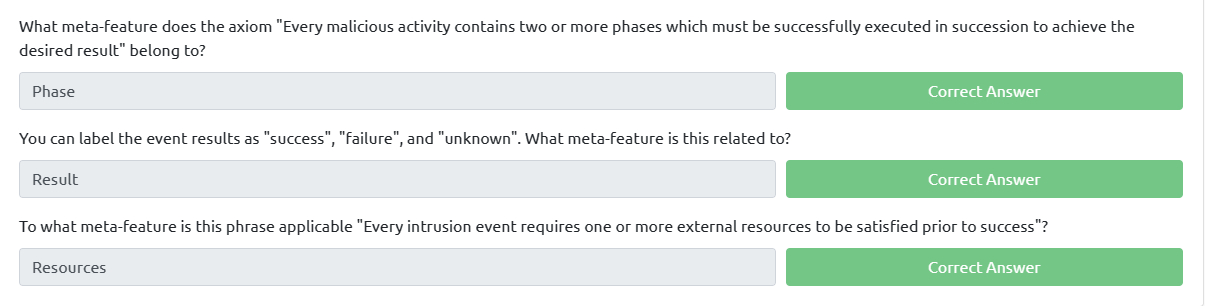 What meta-feature does the axiom "Every malicious activity contains two or more phases which must be successfully executed in succession to achieve the
desired result" belong to?
Phase
Correct Answer
You can label the event results as "success", "failure", and "unknown". What meta-feature is this related to?
Result
Correct Answer
To what meta-feature is this phrase applicable "Every intrusion event requires one or more external resources to be satisfied prior to success"?
Resources
Correct Answer